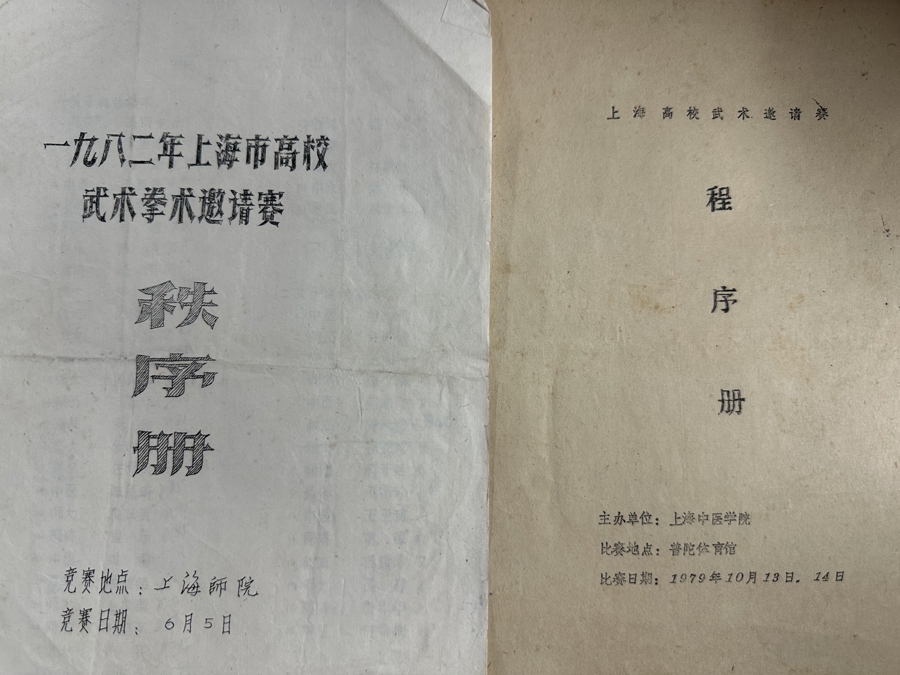 一九八二年上海市高校
武术拳术邀请赛
秩
序
册
竞赛地点：上海師院
竞赛日期：6月5日
上海高校武术邀请赛
程
序
册
主办单位：上海中医学院
比赛地点：普陀体育馆
比赛日期：1979年10月13日．14日